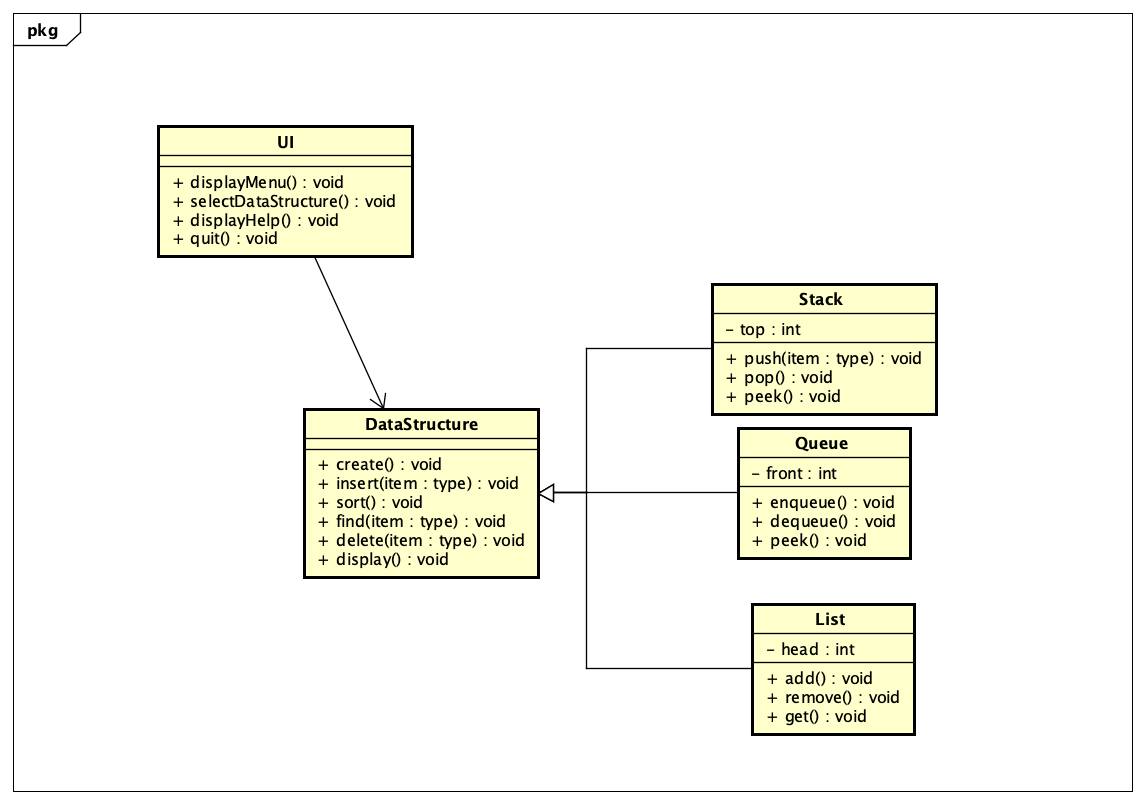 pkg
UI
+ displayMenu() : void
+ selectDataStructure() : void
+ displayHelp() : void
+ quit() : void
Stack
- top : int
+ push(item : type) : void
+ pop() : void
+ peek() : void
DataStructure
+ create() : void
+ insert(item : type) : void
+ sort() : void
+ find(item : type) : void
+ delete(item : type) : void
+ display() : void
Queue
- front : int
+ enqueue() : void
+ dequeue() : void
+ peek() : void
List
- head : int
+ add() : void
+ remove() : void
+ get() : void